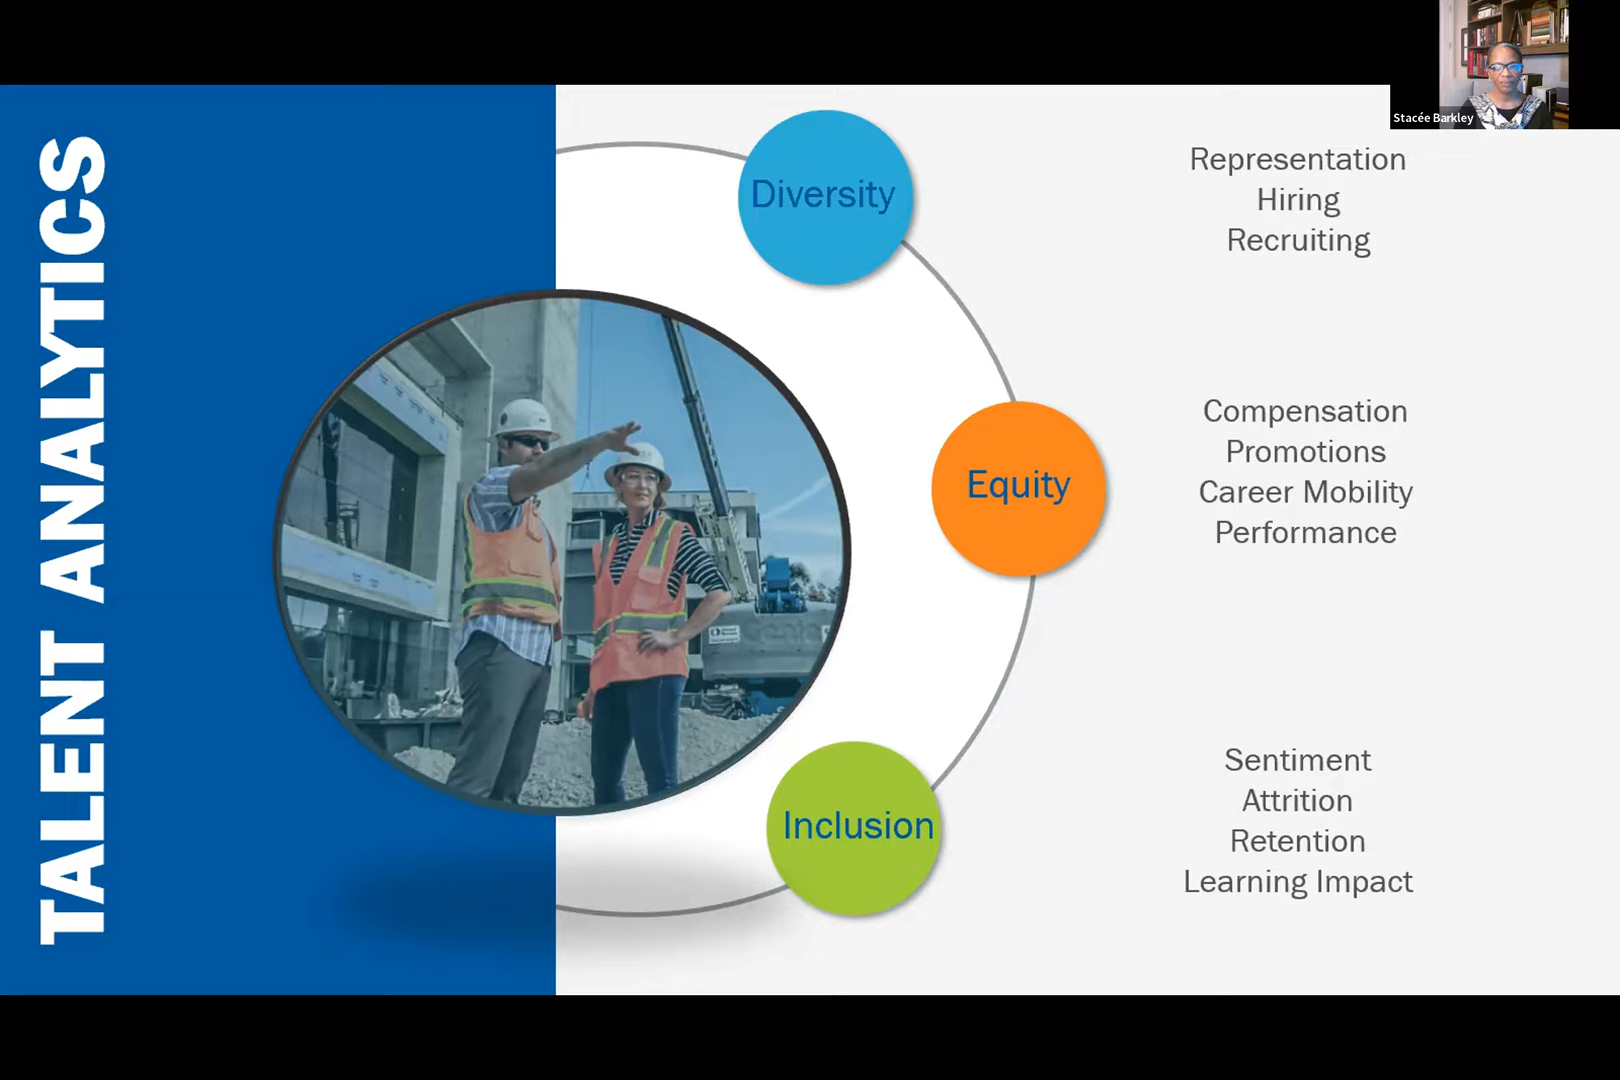 Stacée Barkley
TALENT ANALYTICS
Diversity
Representation
Hiring
Recruiting
Equity
Compensation
Promotions
Career Mobility
Performance
Inclusion
Sentiment
Attrition
Retention
Learning Impact